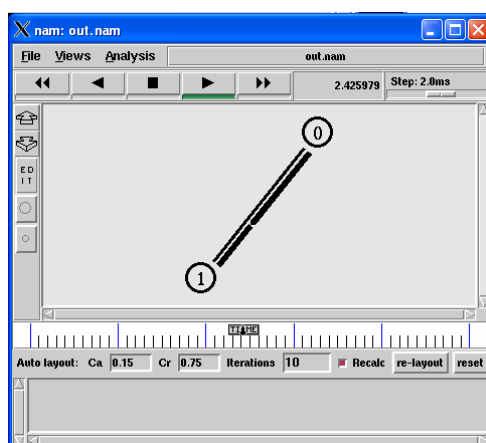 nam: out.nam
File Views Analysis out.nam
2.425979 Step: 2.0ms
0
ED
IT
1
TIME
Auto layout: Ca 0.15 Cr 0.75 Iterations 10 Recalc re-layout reset